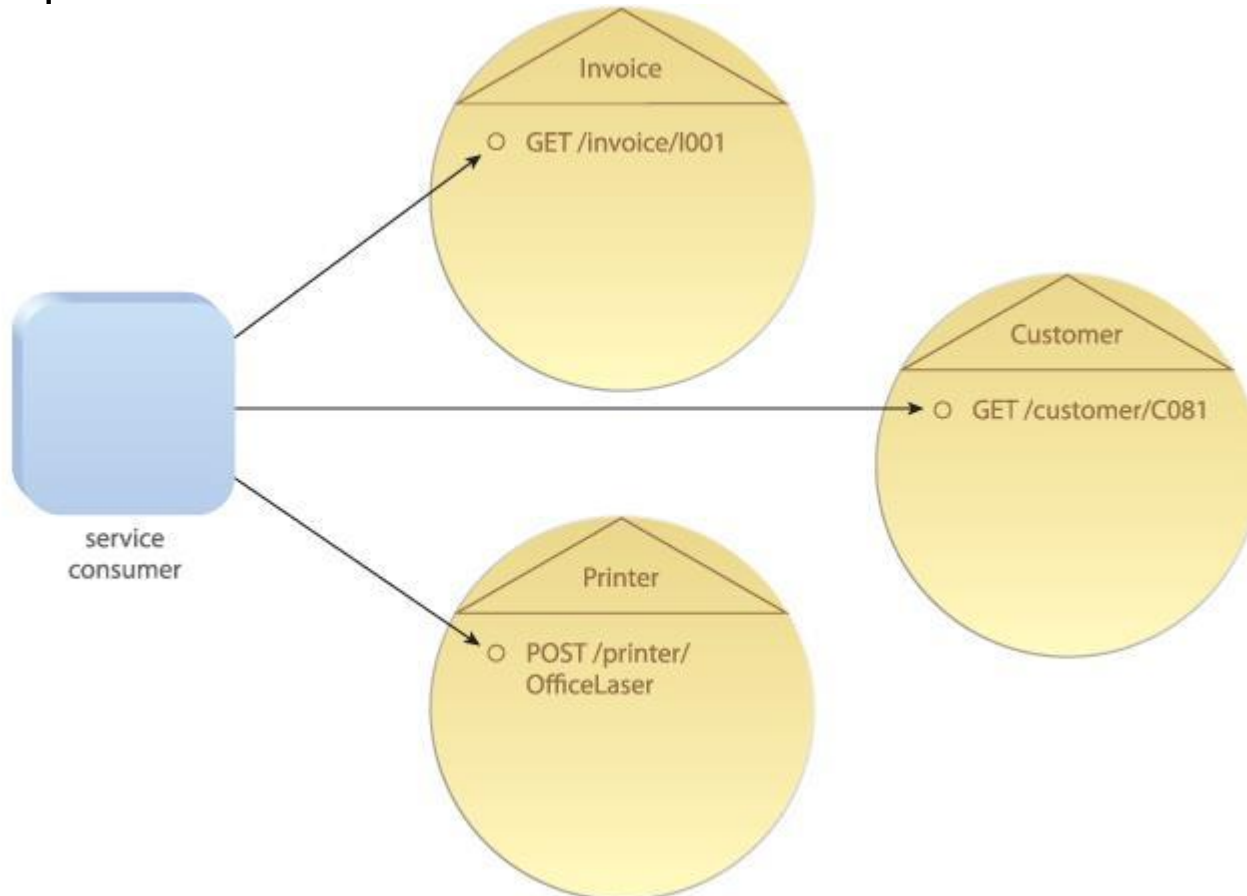 Invoice
GET /invoice/I001
Customer
GET /customer/C081
service
consumer
Printer
POST /printer/
OfficeLaser